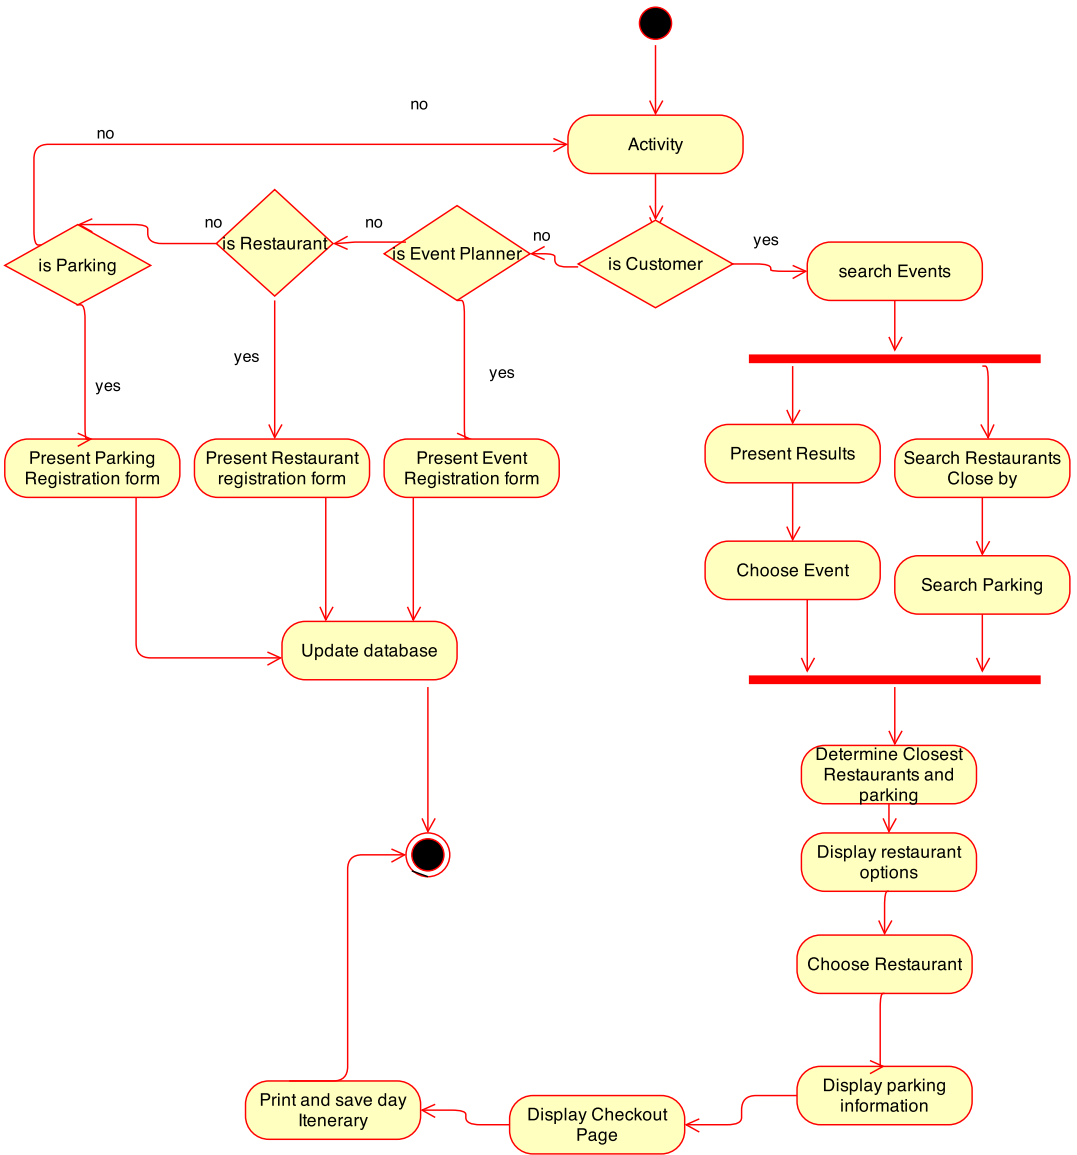 no
no
Activity
no
no
no
yes
is Parking
is Restaurant
is Event Planner
is Customer
search Events
yes
yes
yes
Present Parking
Registration form
Present Restaurant
registration form
Present Event
Registration form
Present Results
Search Restaurants
Close by
Choose Event
Search Parking
Update database
Determine Closest
Restaurants and
parking
Display restaurant
options
Choose Restaurant
Display parking
information
Display Checkout
Page
Print and save day
Itenerary